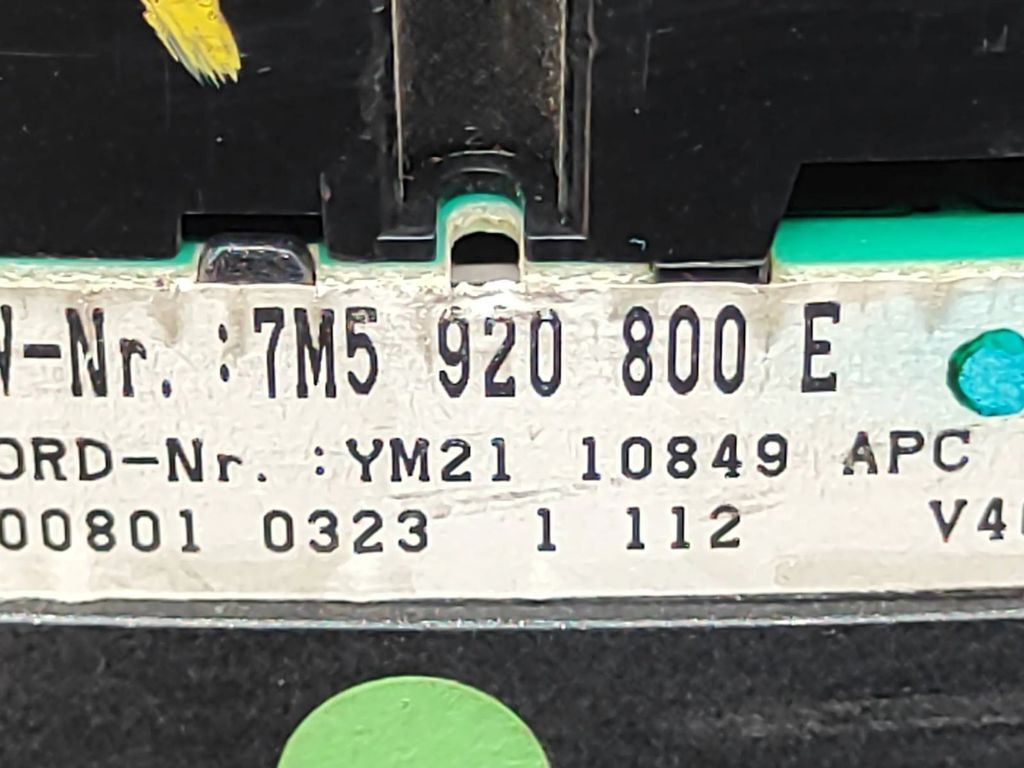 W-Nr. :7M5 920 800 E
ORD-Nr. :YM21 10849 APC
00801 0323 1 112 V4